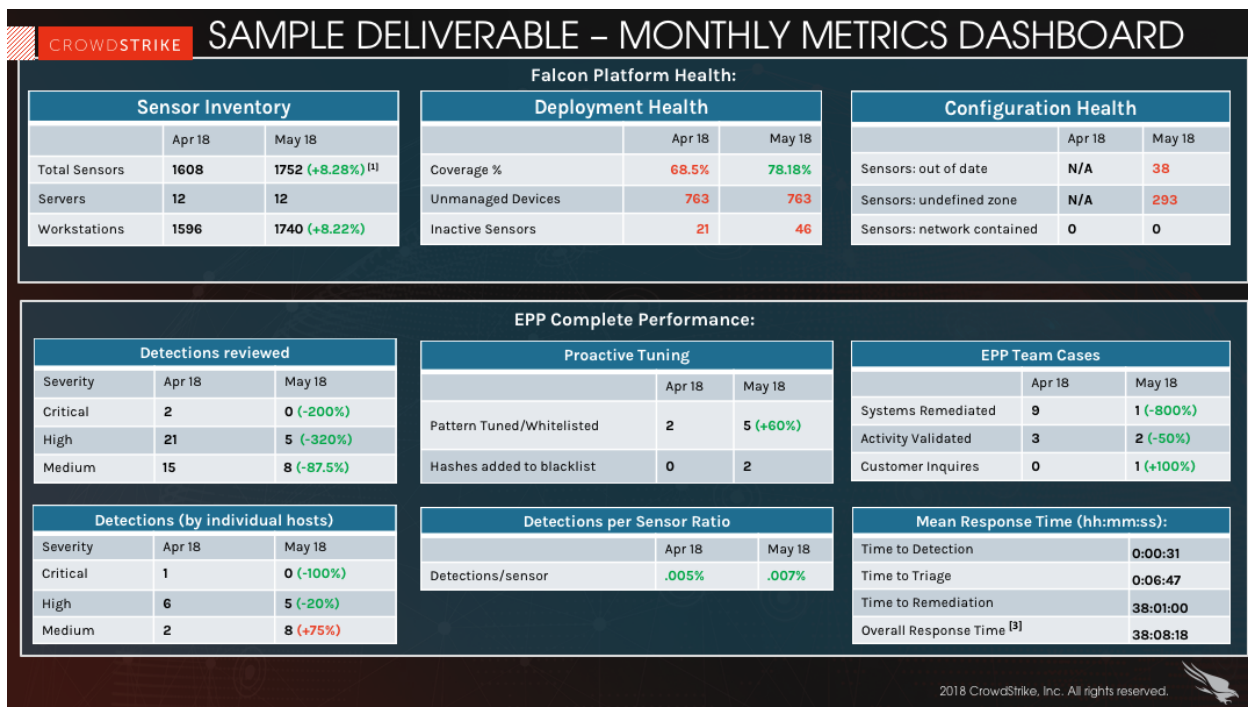 CROWDSTRIKE
SAMPLE DELIVERABLE – MONTHLY METRICS DASHBOARD
Falcon Platform Health:
Sensor Inventory
Apr 18 May 18
Total Sensors 1608 1752 (+8.28%) [1]
Servers 12 12
Workstations 1596 1740 (+8.22%)
Deployment Health
Apr 18 May 18
Coverage % 68.5% 78.18%
Unmanaged Devices 763 763
Inactive Sensors 21 46
Configuration Health
Apr 18 May 18
Sensors: out of date N/A 38
Sensors: undefined zone N/A 293
Sensors: network contained 0 0
EPP Complete Performance:
Detections reviewed
Severity Apr 18 May 18
Critical 2 0 (-200%)
High 21 5 (-320%)
Medium 15 8 (-87.5%)
Proactive Tuning
Apr 18 May 18
Pattern Tuned/Whitelisted 2 5 (+60%)
Hashes added to blacklist 0 2
EPP Team Cases
Apr 18 May 18
Systems Remediated 9 1 (-800%)
Activity Validated 3 2 (-50%)
Customer Inquires 0 1 (+100%)
Detections (by individual hosts)
Severity Apr 18 May 18
Critical 1 0 (-100%)
High 6 5 (-20%)
Medium 2 8 (+75%)
Detections per Sensor Ratio
Apr 18 May 18
Detections/sensor .005% .007%
Mean Response Time (hh:mm:ss):
Time to Detection 0:00:31
Time to Triage 0:06:47
Time to Remediation 38:01:00
Overall Response Time [3] 38:08:18
2018 CrowdStrike, Inc. All rights reserved.